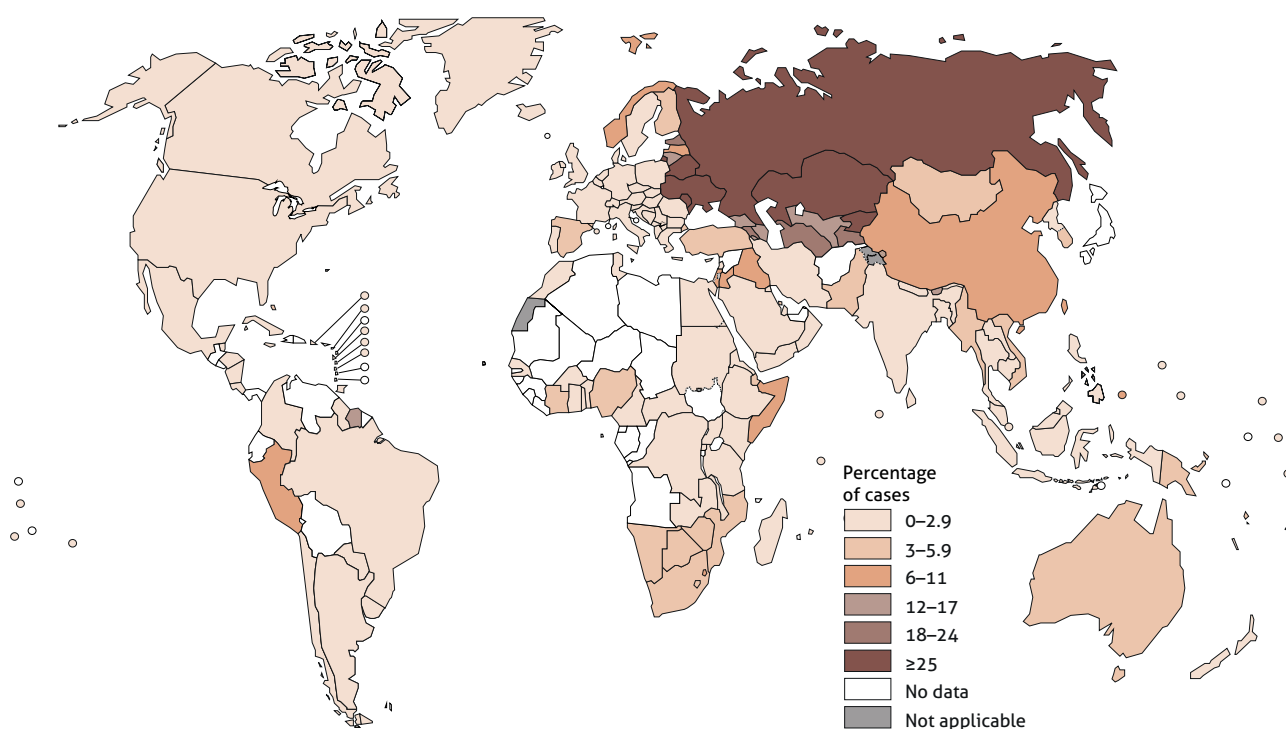 Percentage
of cases
0–2.9
3–5.9
6–11
12–17
18–24
≥25
No data
Not applicable